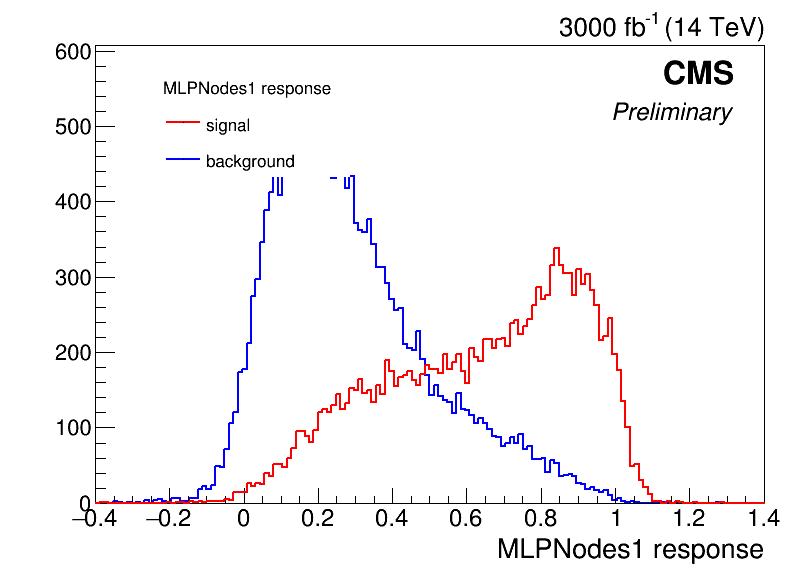 3000 fb⁻¹ (14 TeV)
CMS
Preliminary
MLPNodes1 response
signal
background
600
500
400
300
200
100
0
−0.4 −0.2 0 0.2 0.4 0.6 0.8 1 1.2 1.4
MLPNodes1 response